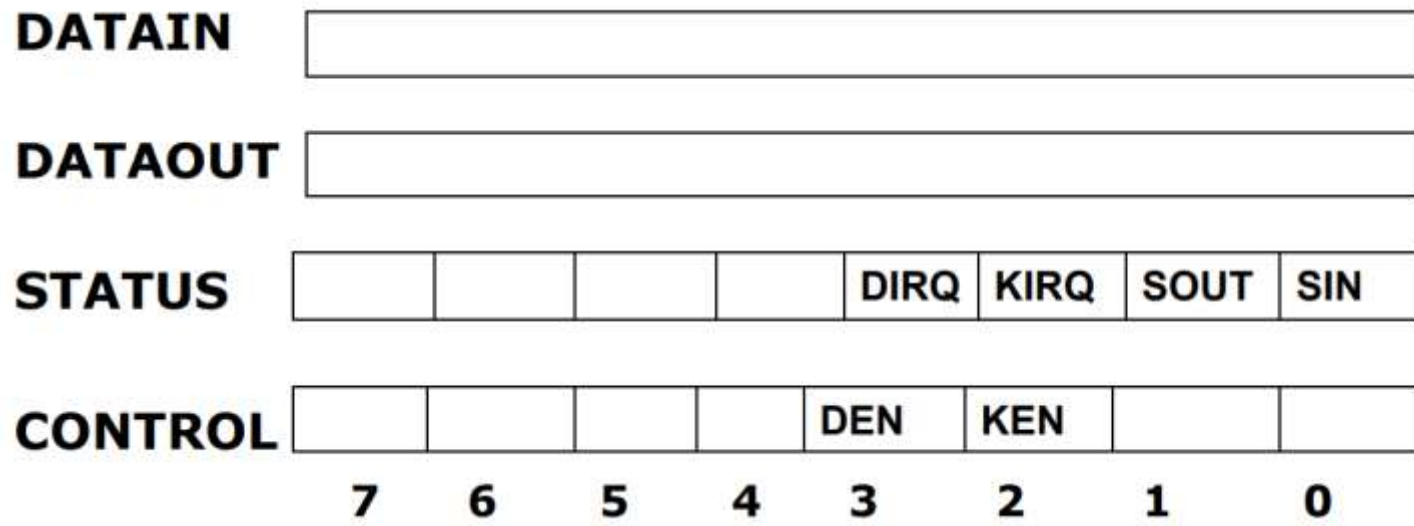 DATAIN
DATAOUT
STATUS DIRQ KIRQ SOUT SIN
CONTROL DEN KEN
7 6 5 4 3 2 1 0